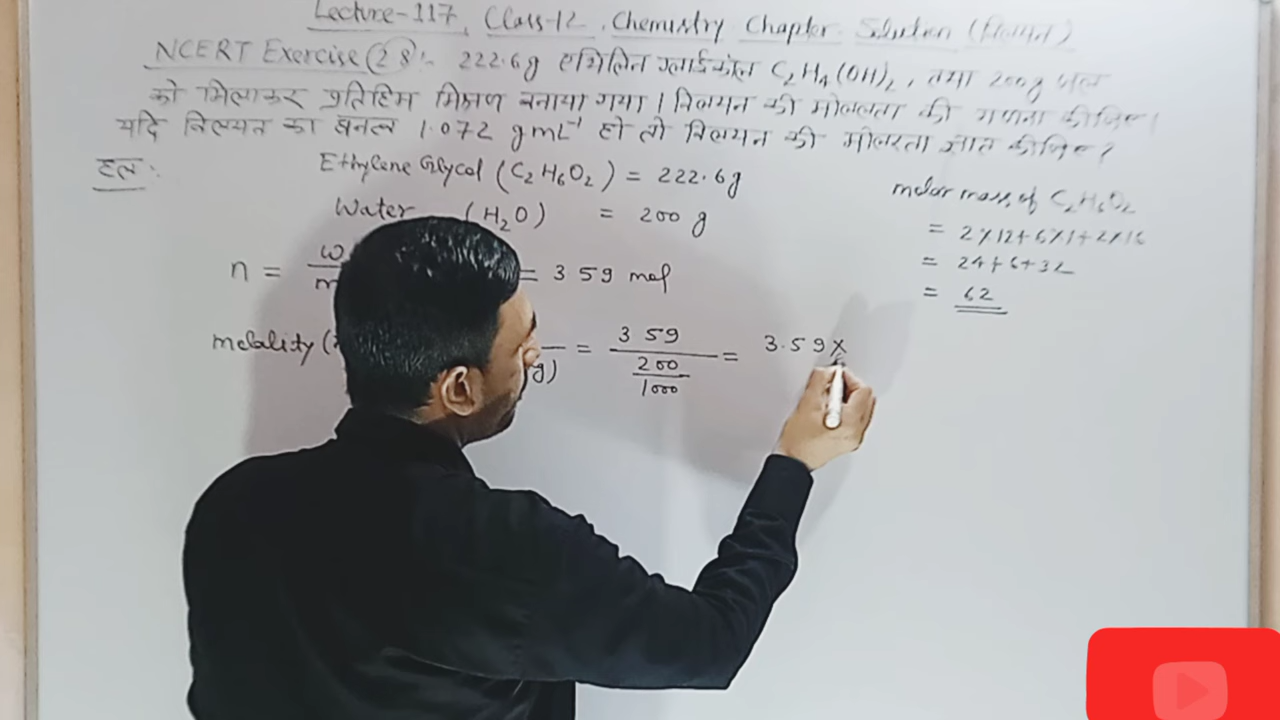 Lecture-117, Class-12, Chemistry Chapter Solution (विलयन)
NCERT Exercise (2.8):- 222.6g एथिलिन ग्लाईकोल C2H4(OH)2, तथा 200g जल
को मिलाकर प्रतिहिम मिश्रण बनाया गया। विलयन की मोललता की गणना कीजिए।
यदि विलयन का घनत्व 1.072 g mL-1 हो तो विलयन की मोलरता ज्ञात कीजिए?
हल:
Ethylene Glycol (C2H6O2) = 222.6g
Water (H2O) = 200 g
n = = 3.59 mol
molality ( g) = 3.59 / (200/1000) = 3.59 ×
molar mass of C2H6O2
= 2×12+6×1+2×16
= 24+6+32
= 62